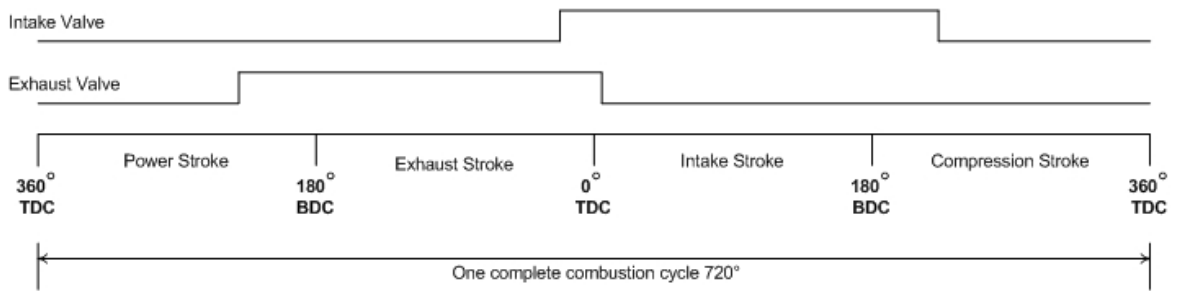 Intake Valve
Exhaust Valve
Power Stroke Exhaust Stroke Intake Stroke Compression Stroke
360° 180° 0° 180° 360°
TDC BDC TDC BDC TDC
One complete combustion cycle 720°